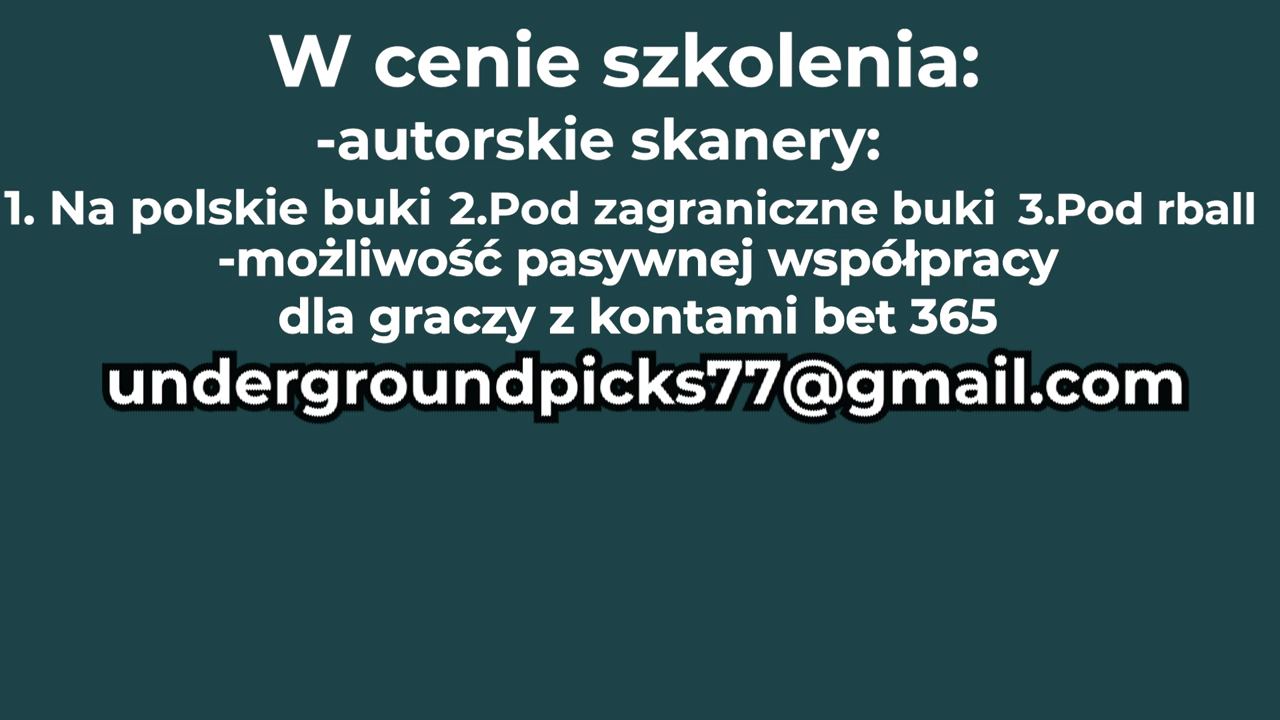 W cenie szkolenia:
-autorskie skanery:
1. Na polskie buki 2.Pod zagraniczne buki 3.Pod rball
-możliwość pasywnej współpracy
dla graczy z kontami bet 365
undergroundpicks77@gmail.com